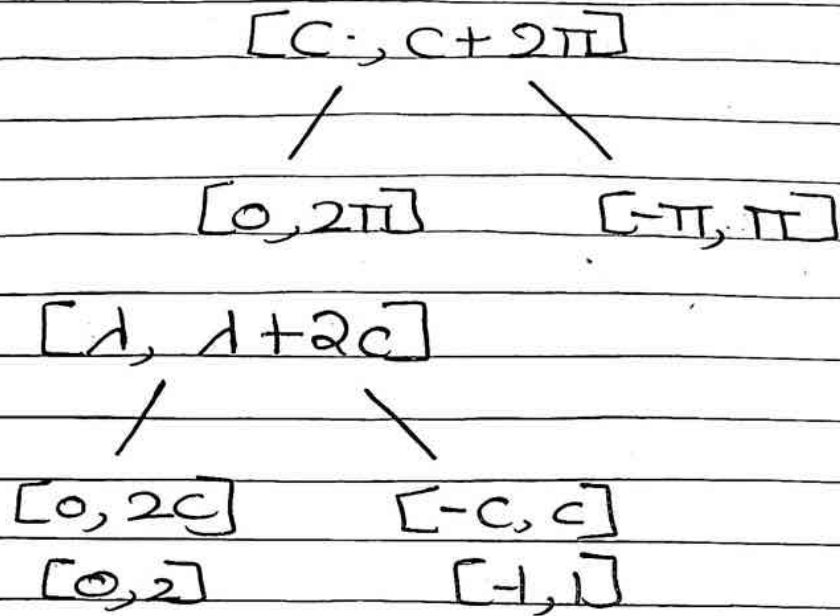 [C, C+2π]
[0, 2π] [-π, π]
[λ, λ+2c]
[0, 2c] [-c, c]
[0, 2] [-1, 1]